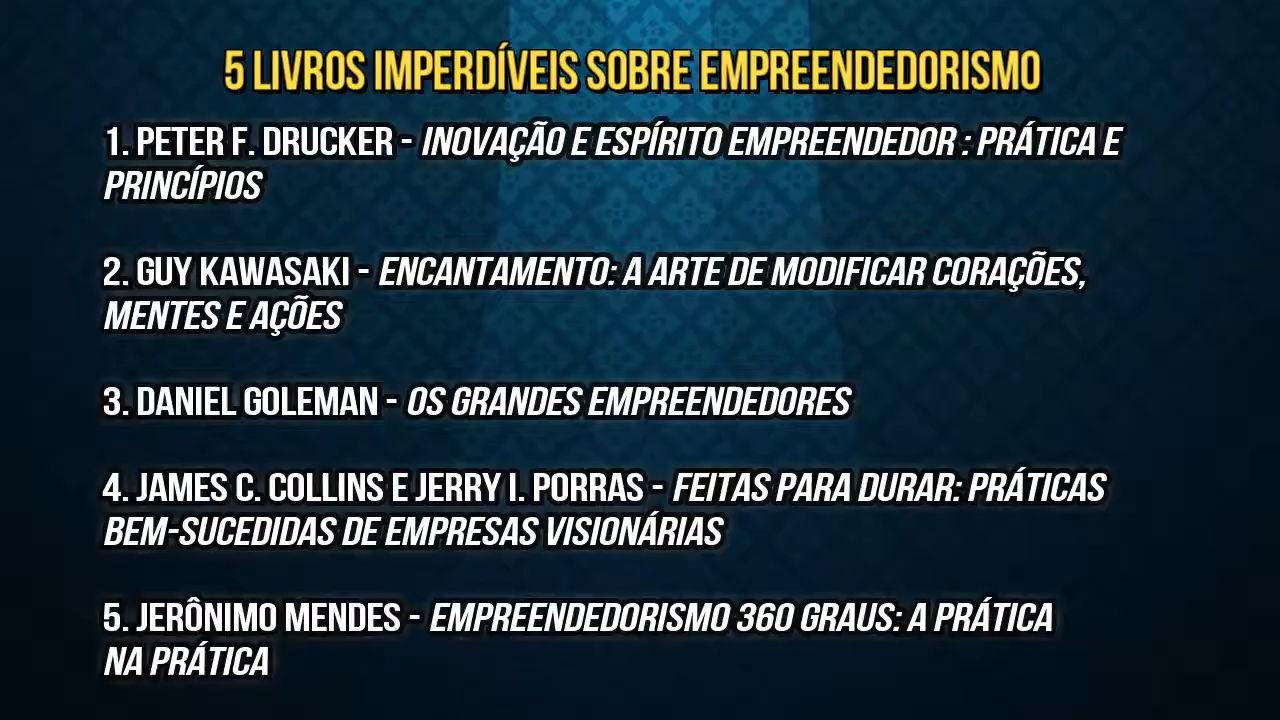 5 LIVROS IMPERDÍVEIS SOBRE EMPREENDEDORISMO
1. PETER F. DRUCKER - INOVAÇÃO E ESPÍRITO EMPREENDEDOR : PRÁTICA E
PRINCÍPIOS
2. GUY KAWASAKI - ENCANTAMENTO: A ARTE DE MODIFICAR CORAÇÕES,
MENTES E AÇÕES
3. DANIEL GOLEMAN - OS GRANDES EMPREENDEDORES
4. JAMES C. COLLINS E JERRY I. PORRAS - FEITAS PARA DURAR: PRÁTICAS
BEM-SUCEDIDAS DE EMPRESAS VISIONÁRIAS
5. JERÔNIMO MENDES - EMPREENDEDORISMO 360 GRAUS: A PRÁTICA
NA PRÁTICA